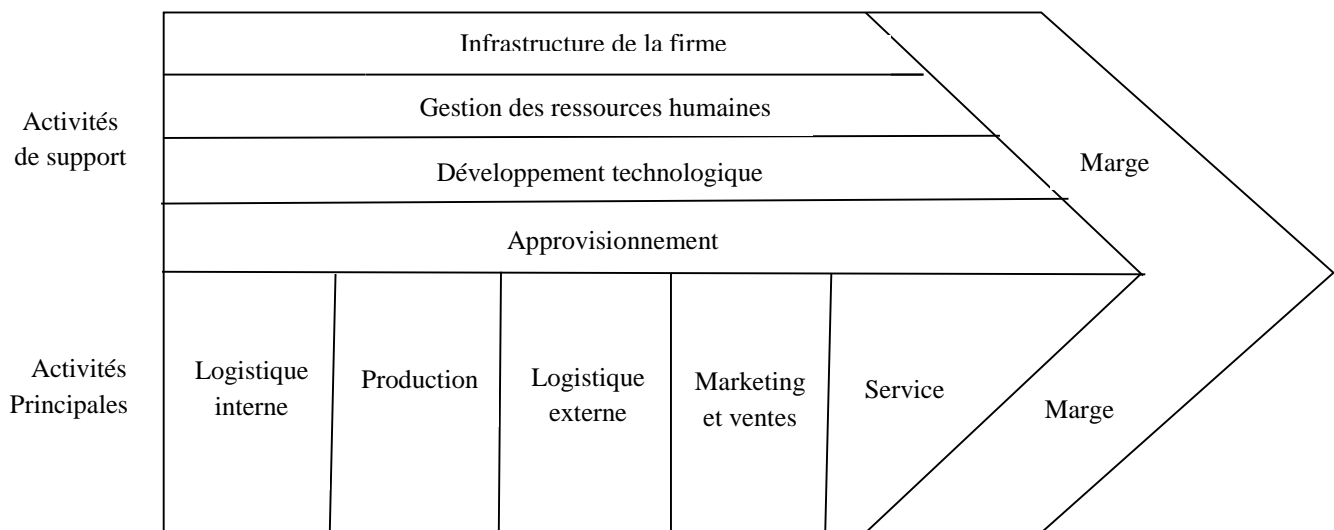 Infrastructure de la firme
Gestion des ressources humaines
Activités
de support
Développement technologique
Marge
Approvisionnement
Activités
Principales
Logistique
interne
Production
Logistique
externe
Marketing
et ventes
Service
Marge